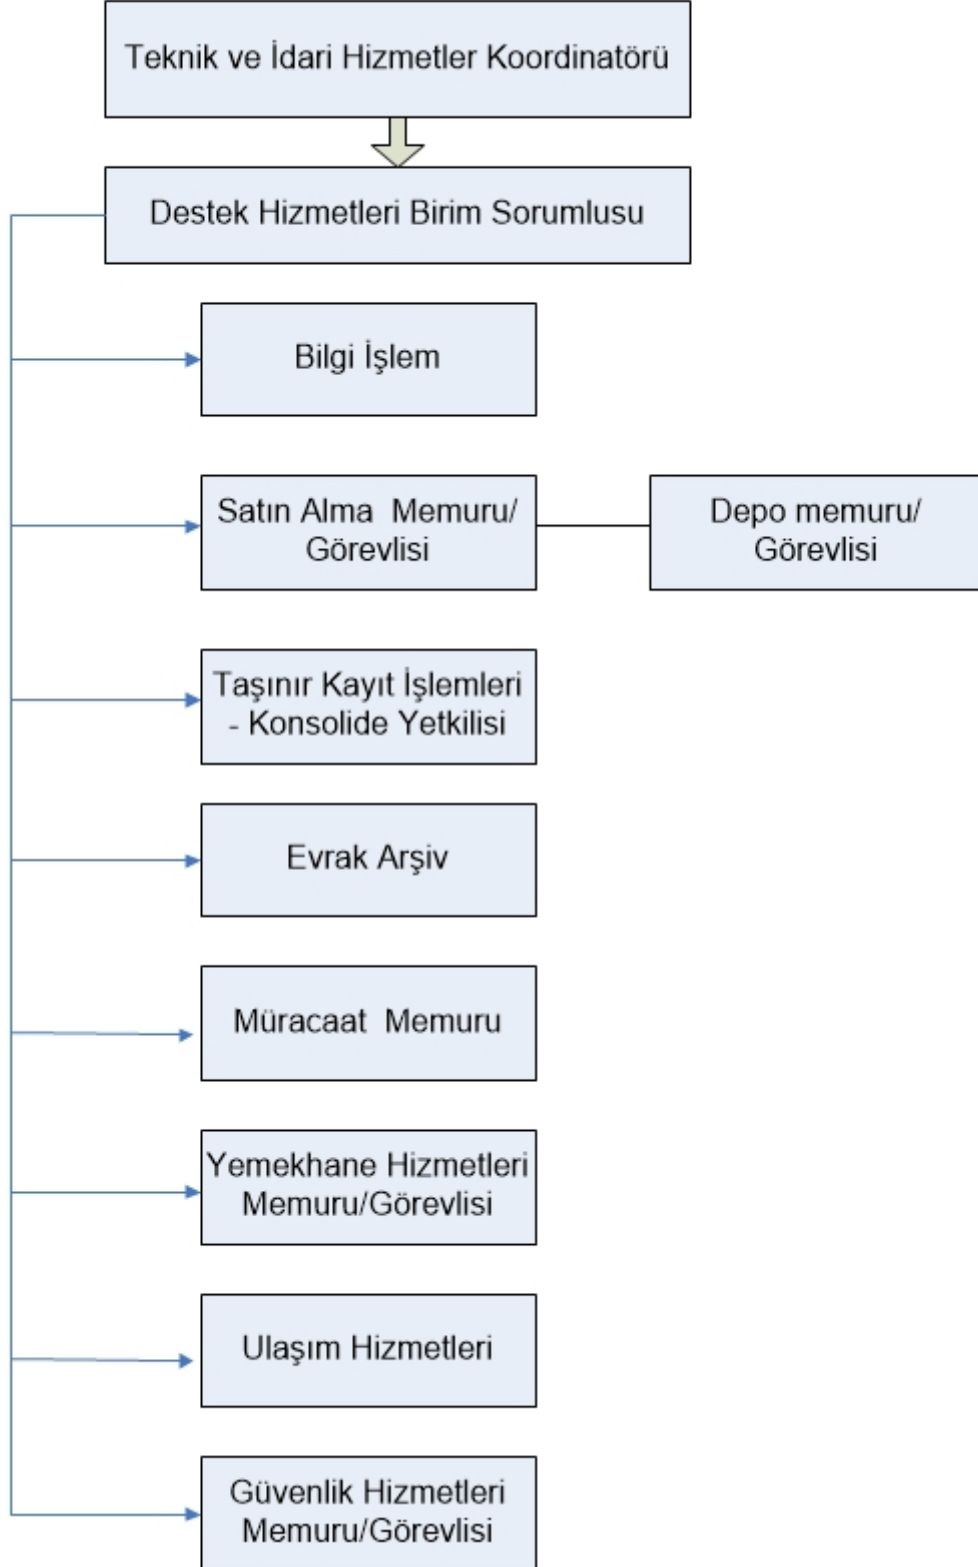 Teknik ve İdari Hizmetler Koordinatörü
Destek Hizmetleri Birim Sorumlusu
Bilgi İşlem
Satın Alma  Memuru/
Görevlisi
Depo memuru/
Görevlisi
Taşınır Kayıt İşlemleri
- Konsolide Yetkilisi
Evrak Arşiv
Müracaat  Memuru
Yemekhane Hizmetleri
Memuru/Görevlisi
Ulaşım Hizmetleri
Güvenlik Hizmetleri
Memuru/Görevlisi